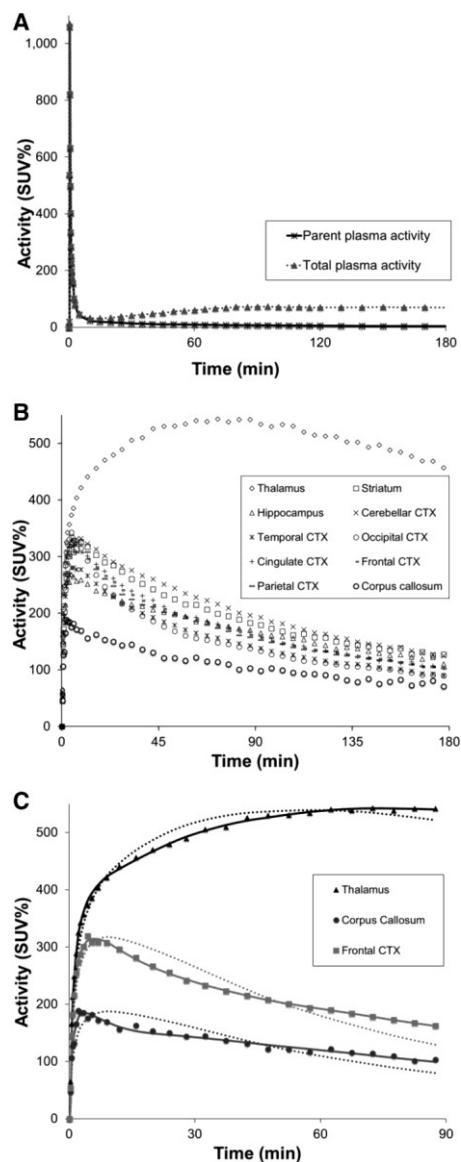 A
1,000
800
600
400
200
0
Activity (SUV%)
Parent plasma activity
Total plasma activity
0 60 120 180
Time (min)
B
500
400
300
200
100
0
Activity (SUV%)
Thalamus Striatum
Hippocampus Cerebellar CTX
Temporal CTX Occipital CTX
Cingulate CTX Frontal CTX
Parietal CTX Corpus callosum
0 45 90 135 180
Time (min)
C
500
400
300
200
100
0
Activity (SUV%)
Thalamus
Corpus Callosum
Frontal CTX
0 30 60 90
Time (min)